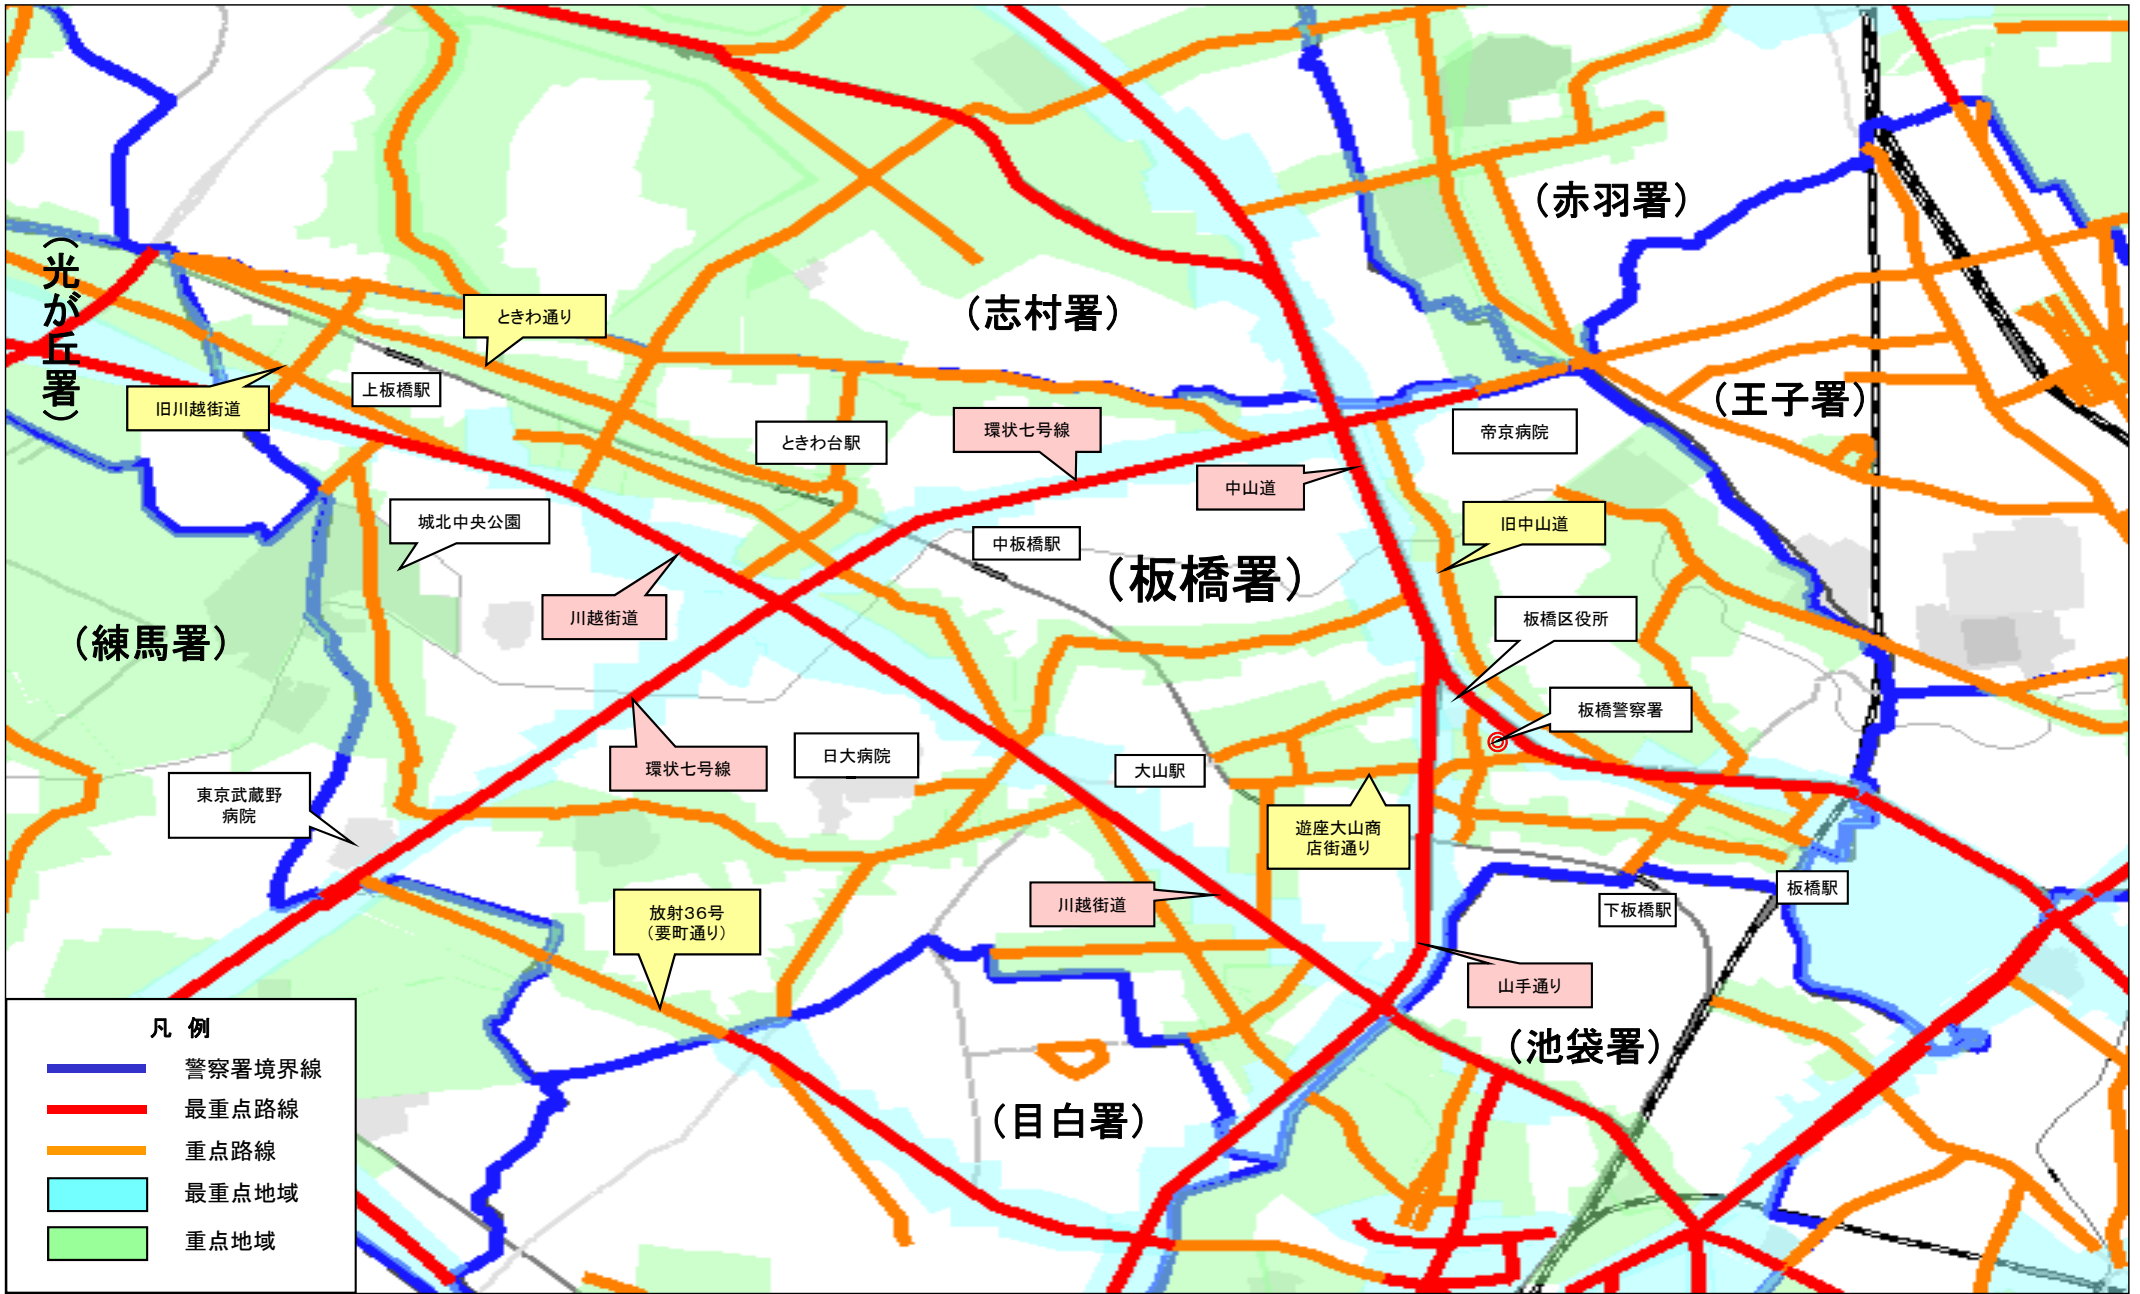 （赤羽署）
（光が丘署）
（志村署）
ときわ通り
上板橋駅
旧川越街道
（王子署）
ときわ台駅
環状七号線
帝京病院
中山道
城北中央公園
旧中山道
中板橋駅
（板橋署）
川越街道
板橋区役所
（練馬署）
板橋警察署
環状七号線
日大病院
大山駅
東京武蔵野
病院
遊座大山商
店街通り
板橋駅
下板橋駅
川越街道
放射３６号
（要町通り）
山手通り
（池袋署）
（目白署）
凡 例
警察署境界線
最重点路線
重点路線
最重点地域
重点地域